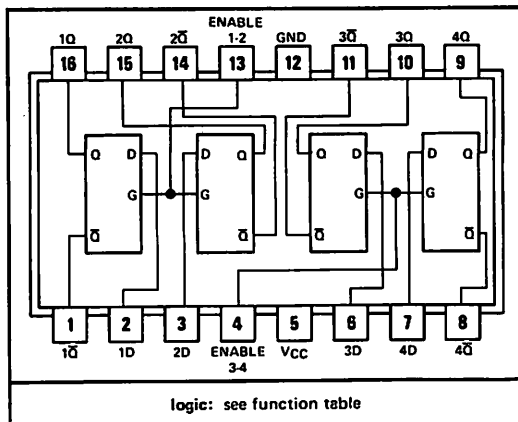 ENABLE
1Q 2Q 2Q̅ 1-2 GND 3Q̅ 3Q 4Q
16 15 14 13 12 11 10 9
Q D D Q Q D D Q
G G G G
Q̅ Q̅ Q̅ Q̅
1 2 3 4 5 6 7 8
1Q̅ 1D 2D ENABLE VCC 3D 4D 4Q̅
3-4
logic: see function table